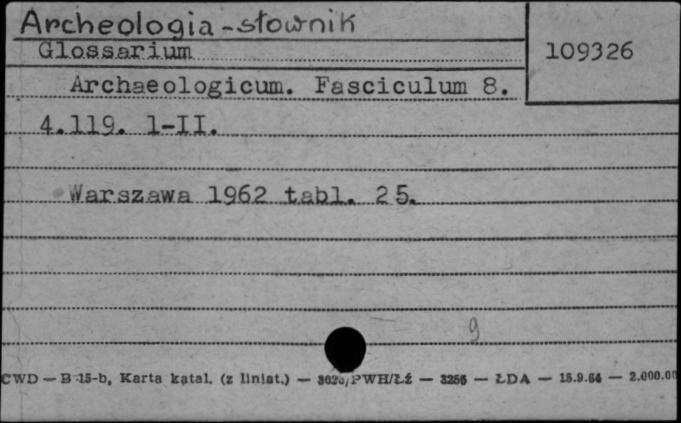 Archeologia - słownik
Glossarium
109326
Archaeologicum. Fasciculum 8.
4.119. 1-II.
Warszawa 1962 tabl. 25.
9
CWD — B 15-b, Karta katal. (z liniat.) — PWH/Łź — 3256 — ŁDA — 15.9.64 — 2.000.00